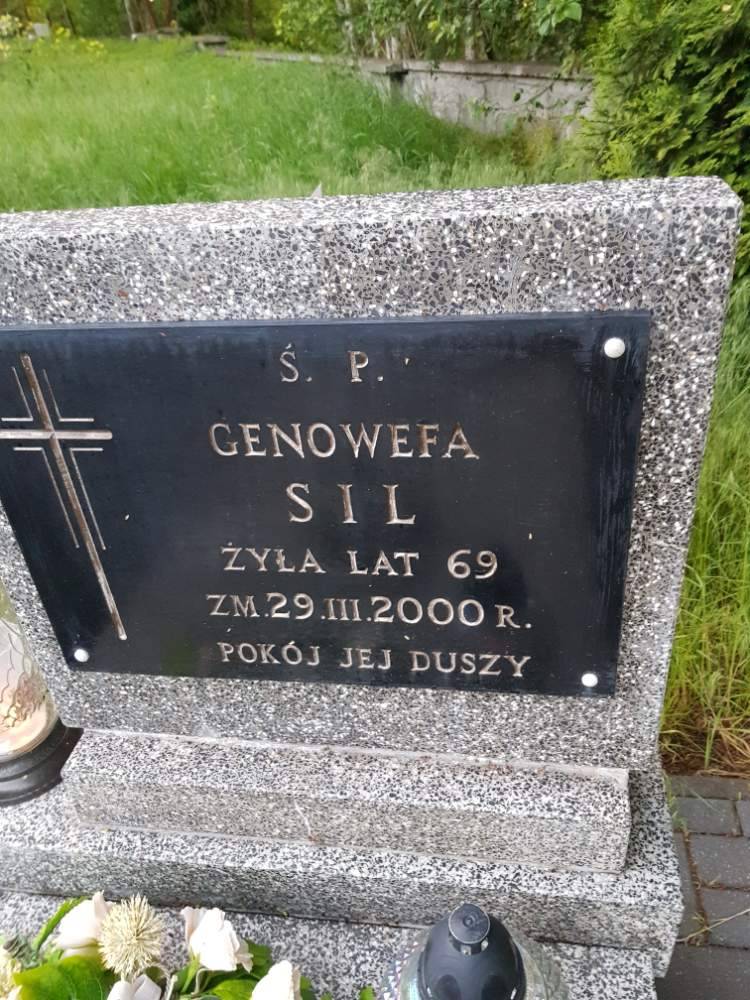 Ś. P.
GENOWEFA
SIL
ŻYŁA LAT 69
ZM.29.III.2000 R.
POKÓJ JEJ DUSZY